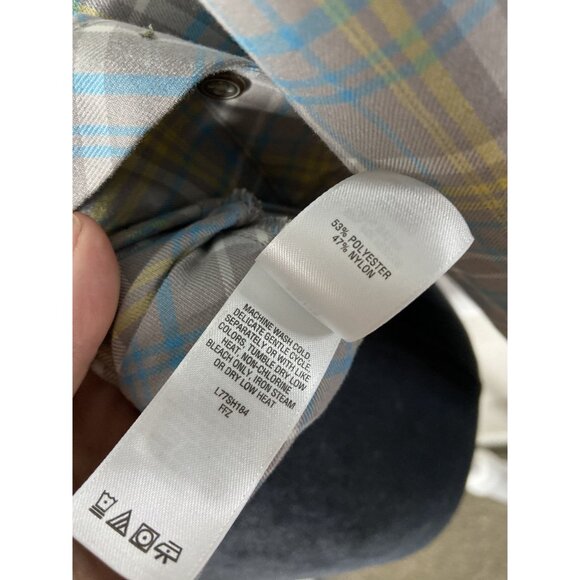 53% POLYESTER
47% NYLON
MACHINE WASH COLD.
DELICATE GENTLE CYCLE.
SEPARATELY OR WITH LIKE
COLORS, TUMBLE DRY LOW
HEAT: NON-CHLORINE
BLEACH ONLY, IRON STEAM
OR DRY LOW HEAT
L77SH184
FFZ